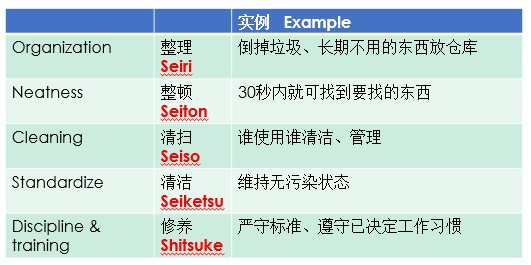 实例 Example
Organization 整理 倒掉垃圾、长期不用的东西放仓库
Seiri
Neatness 整顿 30秒内就可找到要找的东西
Seiton
Cleaning 清扫 谁使用谁清洁、管理
Seiso
Standardize 清洁 维持无污染状态
Seiketsu
Discipline & 修养 严守标准、遵守已决定工作习惯
training Shitsuke